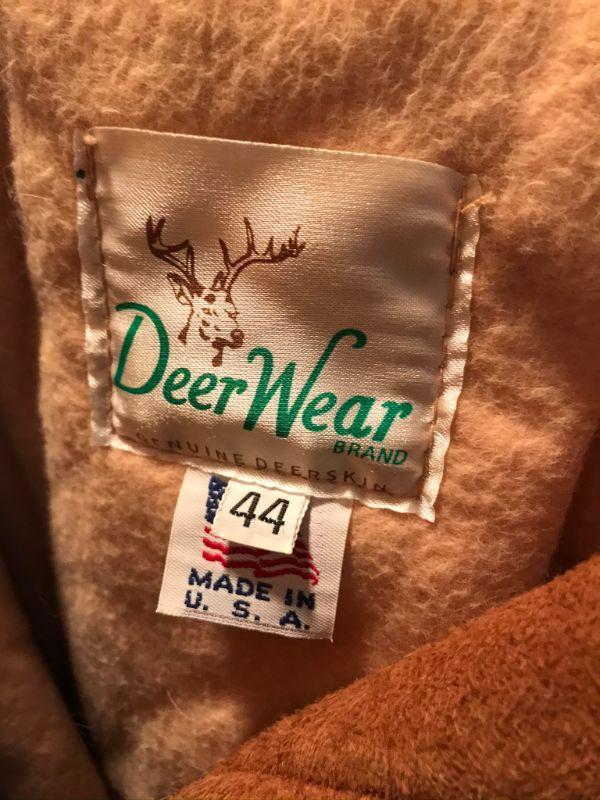 DeerWear
BRAND
GENUINE DEERSKIN
44
MADE IN
U. S. A.